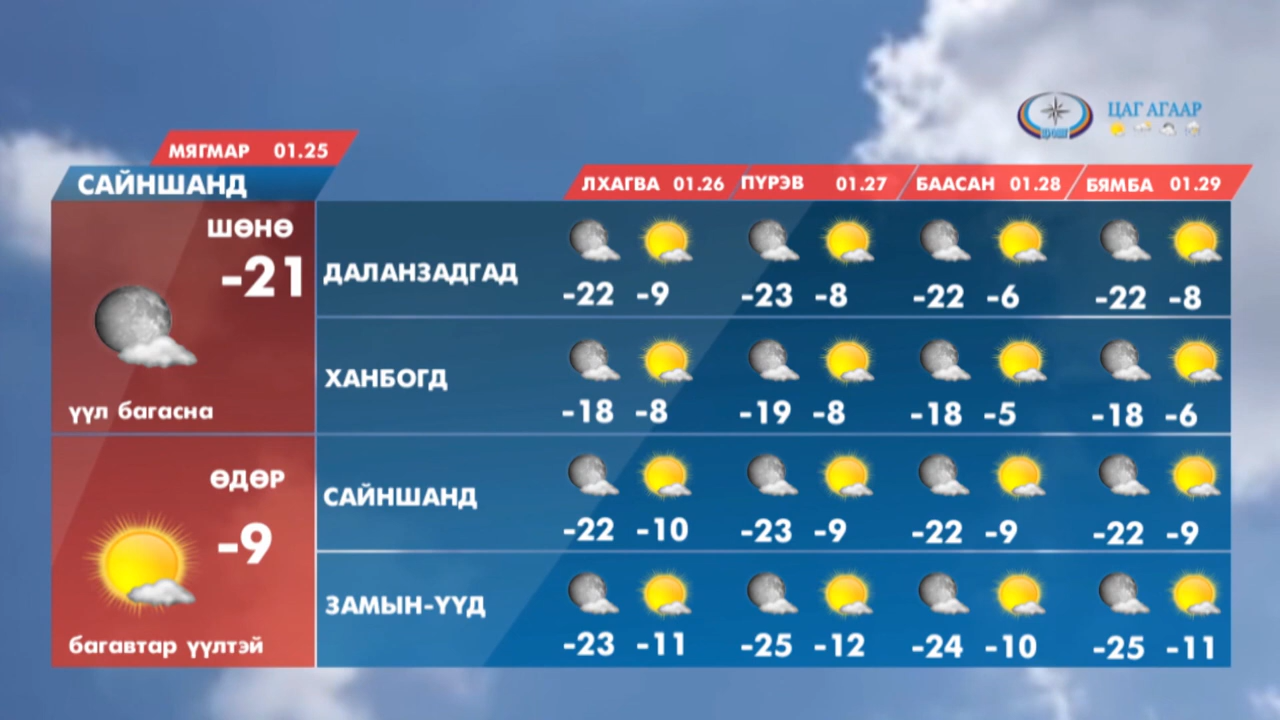 ЦАГ АГААР
МЯГМАР 01.25
САЙНШАНД
ШӨНӨ
-21
үүл багасна
ӨДӨР
-9
багавтар үүлтэй
ЛХАГВА 01.26 ПҮРЭВ 01.27 БААСАН 01.28 БЯМБА 01.29
ДАЛАНЗАДГАД -22 -9 -23 -8 -22 -6 -22 -8
ХАНБОГД -18 -8 -19 -8 -18 -5 -18 -6
САЙНШАНД -22 -10 -23 -9 -22 -9 -22 -9
ЗАМЫН-ҮҮД -23 -11 -25 -12 -24 -10 -25 -11